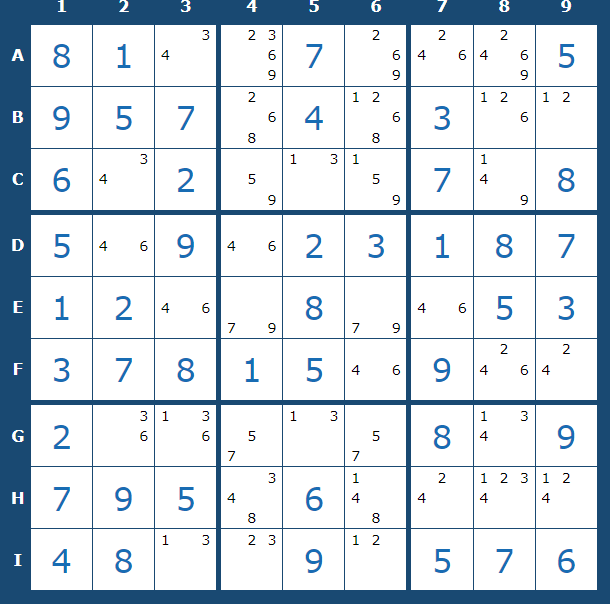 1 2 3 4 5 6 7 8 9
A 8 1 3 4 2 3 6 9 7 2 6 9 2 4 6 2 4 6 9 5
B 9 5 7 2 6 8 4 1 2 6 8 3 1 2 6 1 2
C 6 3 4 2 5 9 1 3 1 5 9 7 1 4 9 8
D 5 4 6 9 4 6 2 3 1 8 7
E 1 2 4 6 7 9 8 7 9 4 6 5 3
F 3 7 8 1 5 4 6 9 2 4 6 2 4
G 2 3 6 1 3 6 5 7 1 3 5 7 8 1 3 4 9
H 7 9 5 3 4 8 6 1 4 8 2 4 1 2 3 4 1 2 4
I 4 8 1 3 2 3 9 1 2 5 7 6